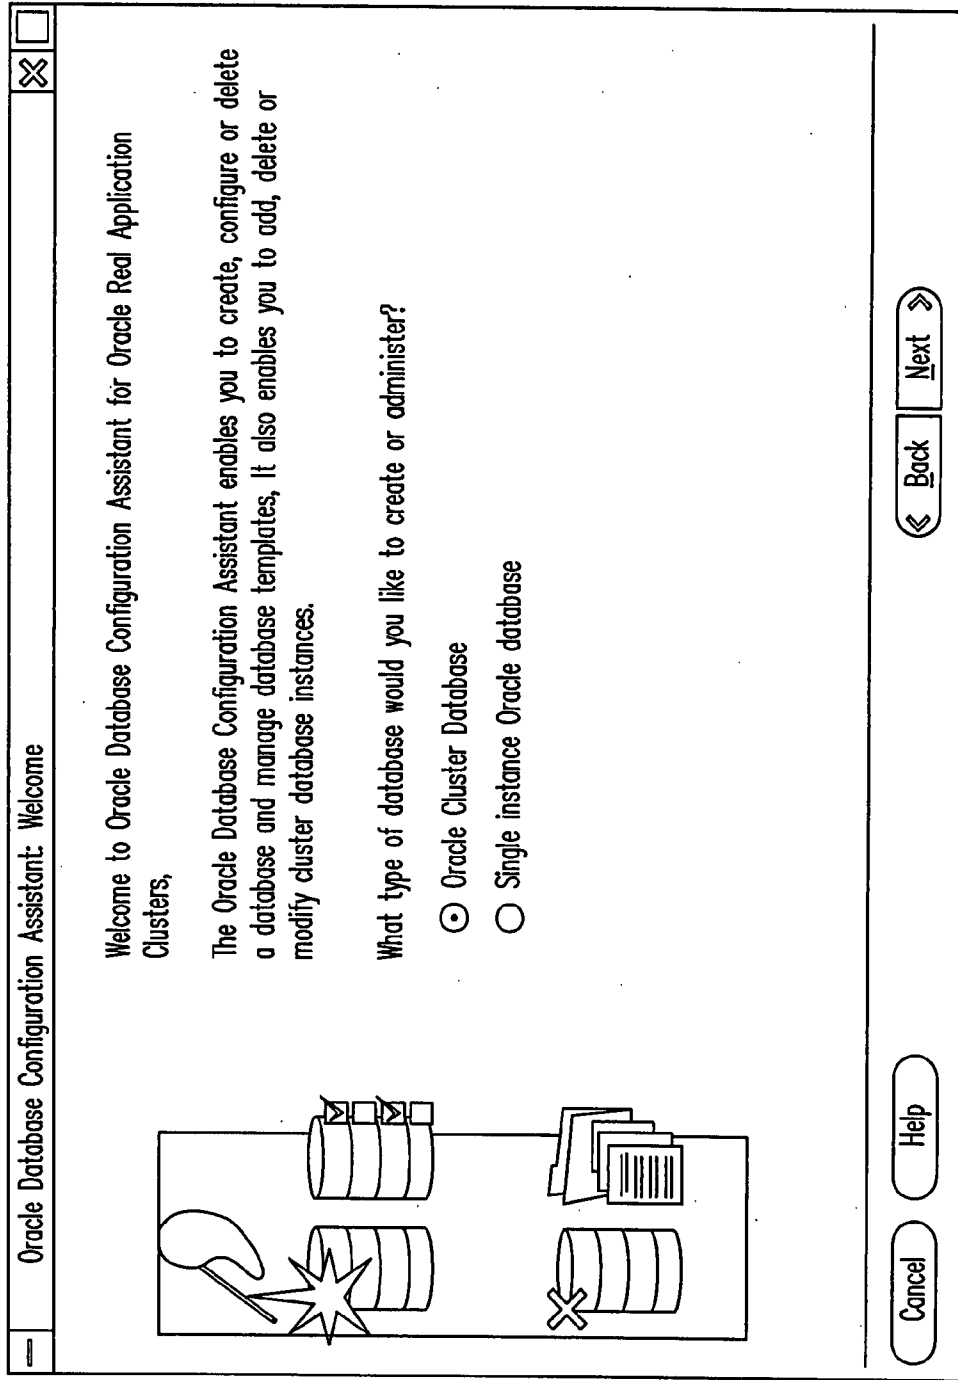 Oracle Database Configuration Assistant: Welcome
Welcome to Oracle Database Configuration Assistant for Oracle Real Application
Clusters,
The Oracle Database Configuration Assistant enables you to create, configure or delete
a database and manage database templates, It also enables you to add, delete or
modify cluster database instances.
What type of database would you like to create or administer?
Oracle Cluster Database
Single instance Oracle database
Cancel
Help
Back
Next